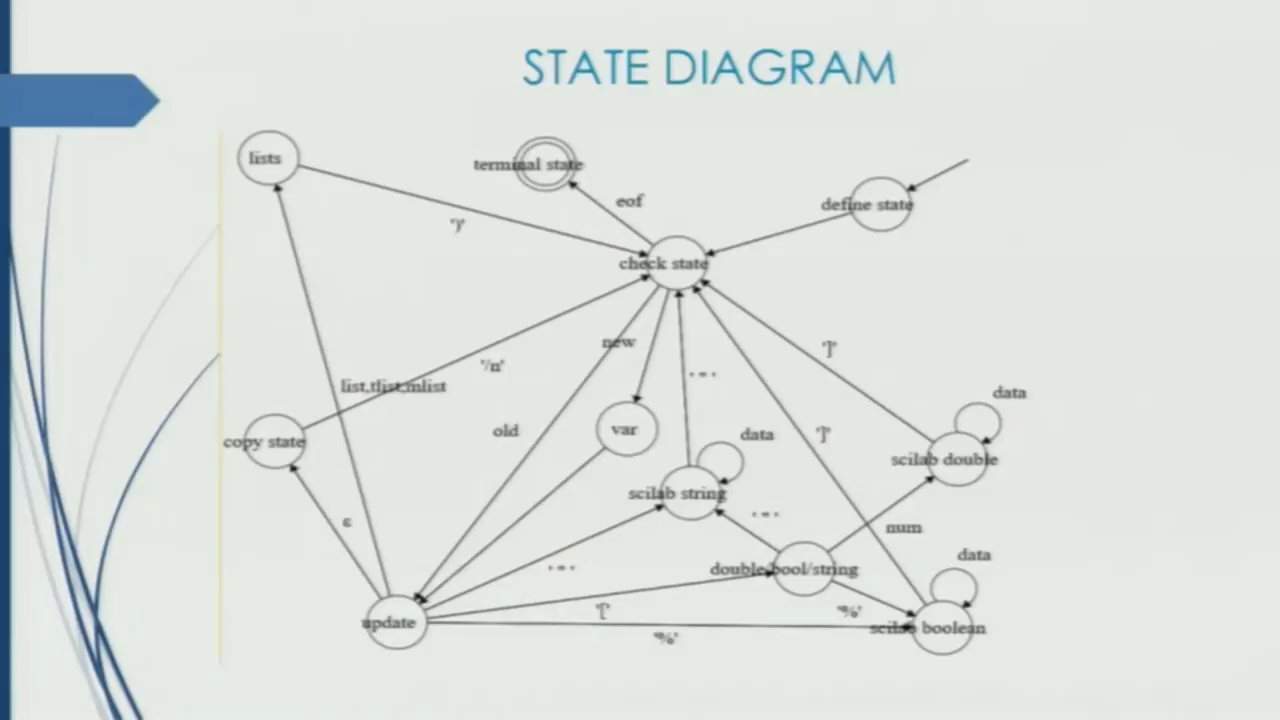 STATE DIAGRAM
lists
terminal state
eof
define state
')'
check state
new
'/n'
' " '
']'
list,tlist,mlist
data
old
var
data
']'
copy state
scilab double
scilab string
ε
' " '
num
data
' " '
double/bool/string
'['
'%'
update
scilab boolean
'%'